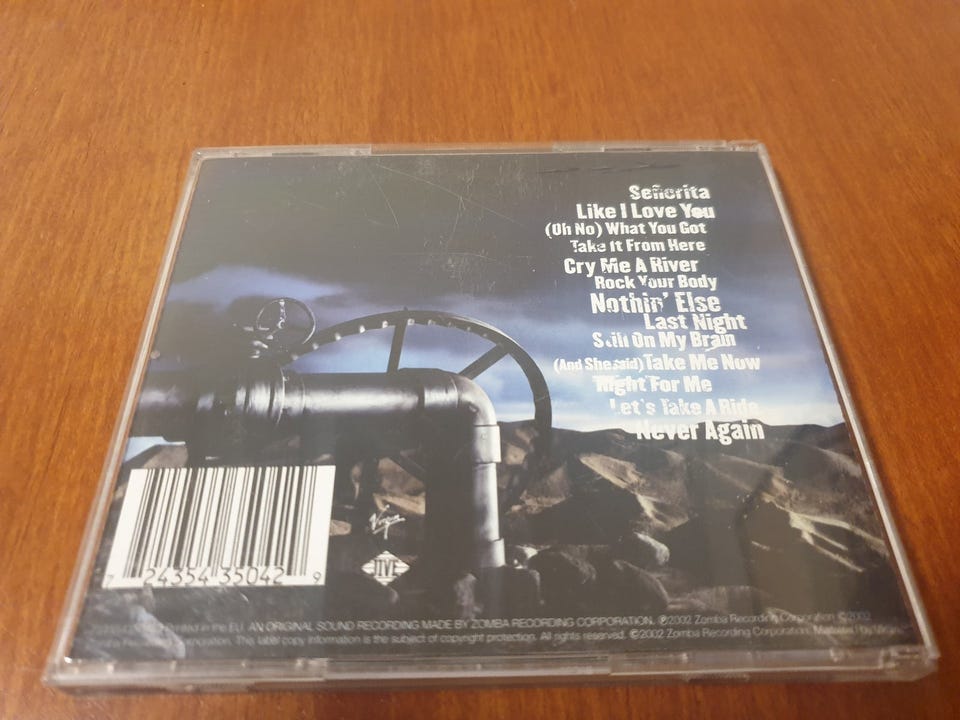 Señorita
Like I Love You
(Oh No) What You Got
Take It From Here
Cry Me A River
Rock Your Body
Nothin' Else
Last Night
Still On My Brain
(And She said) Take Me Now
Right For Me
Let's Take A Ride
Never Again
Virgin
JIVE
7 24354 35042 9
Printed in the EU. AN ORIGINAL SOUND RECORDING MADE BY ZOMBA RECORDING CORPORATION. ℗2002 Zomba Recording Corporation ©2002
Recording Corporation. This label copy information is the subject of copyright protection. All rights reserved. ©2002 Zomba Recording Corporation.